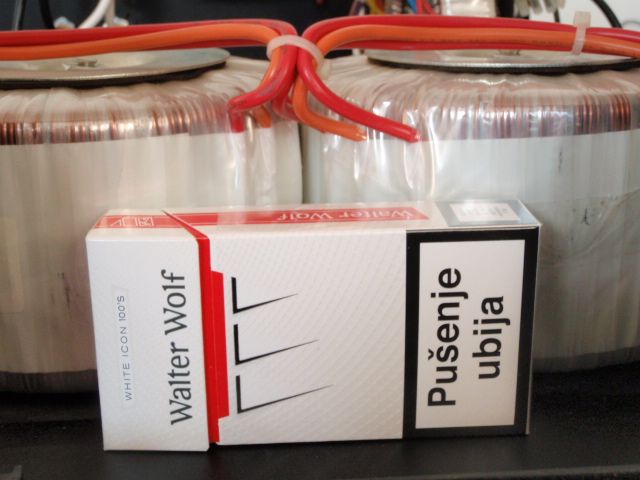 Walter Wolf
WHITE ICON 100'S
Walter Wolf
Pušenje
ubija